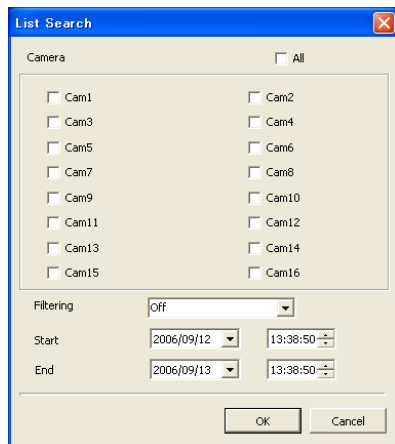 List Search
Camera All
Cam1 Cam2
Cam3 Cam4
Cam5 Cam6
Cam7 Cam8
Cam9 Cam10
Cam11 Cam12
Cam13 Cam14
Cam15 Cam16
Filtering Off
Start 2006/09/12 13:38:50
End 2006/09/13 13:38:50
OK Cancel